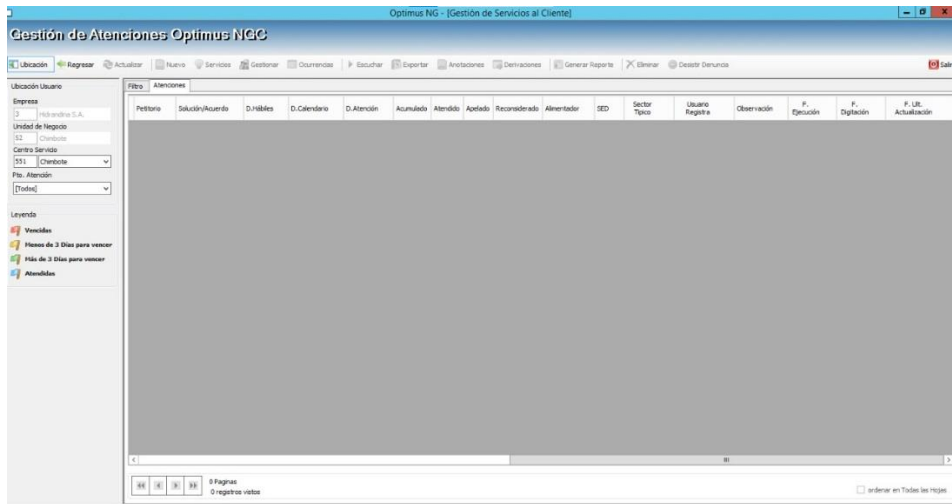 Optimus NG - [Gestión de Servicios al Cliente]
Gestión de Atenciones Optimus NGC
Ubicación Regresar Actualizar Nuevo Servicios Gestionar Ocurrencias Escuchar Exportar Anotaciones Derivaciones Generar Reporte Eliminar Desistir Denuncia Salir
Ubicación Usuario
Empresa
3 Hidrandina S.A.
Unidad de Negocio
52 Chimbote
Centro Servicio
551 Chimbote
Pto. Atención
[Todos]
Leyenda
Vencidas
Menos de 3 Días para vencer
Más de 3 Días para vencer
Atendidas
Filtro Atenciones
Petitorio Solución/Acuerdo D.Hábiles D.Calendario D.Atención Acumulada Atendido Apelado Reconsiderado Alimentador SED Sector Típico Usuario Registra Observación F. Ejecución F. Digitación F. Ult. Actualización
0 Paginas
0 registros vistos
ordenar en Todas las Hojas